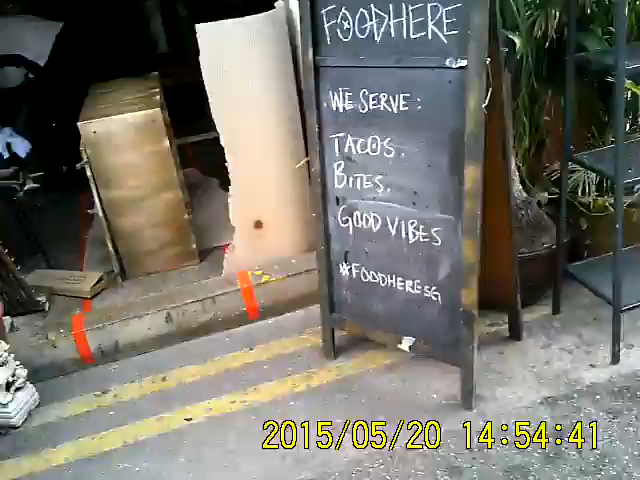 FOODHERE
WE SERVE:
TACOS.
BITES.
GOOD VIBES
#FOODHERESG
2015/05/20 14:54:41